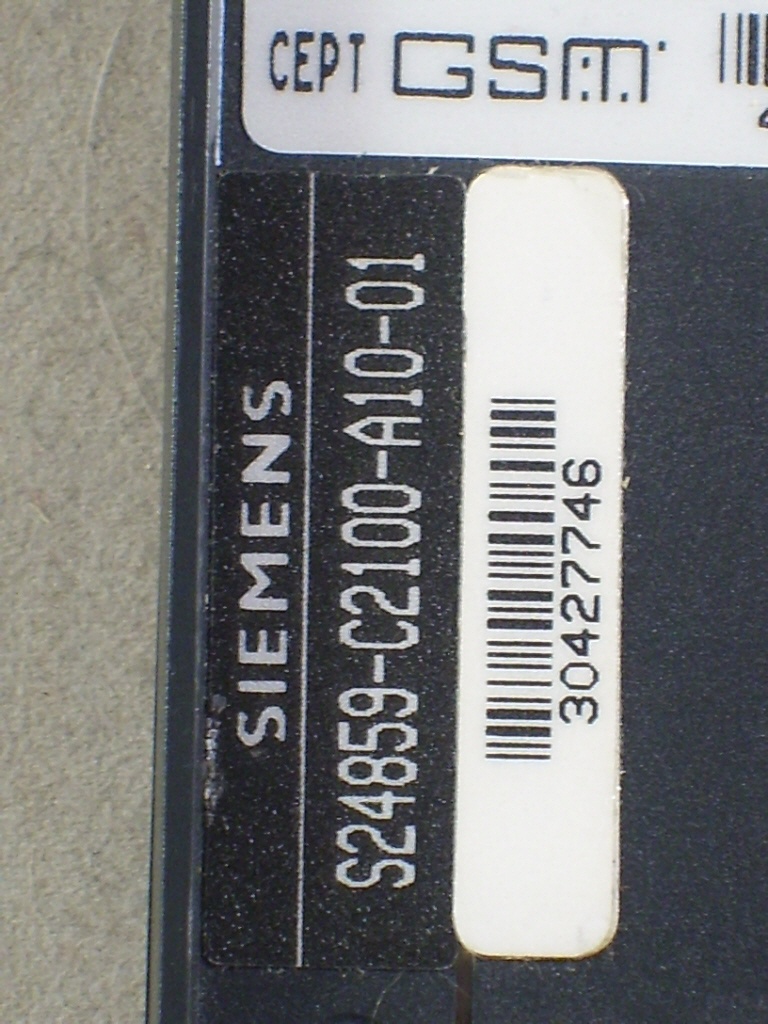 CEPT GSM
SIEMENS
S24859-C2100-A10-01
30427746